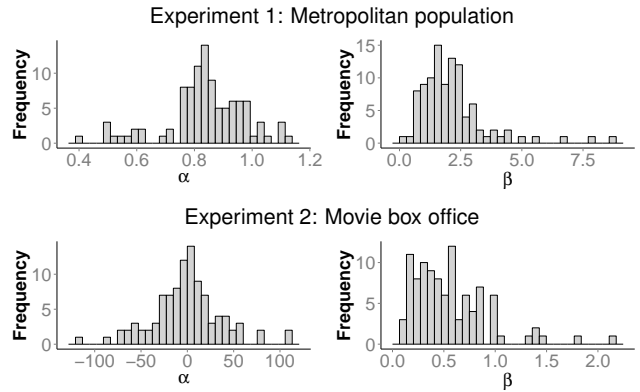 Experiment 1: Metropolitan population
Frequency
10
5
0
0.4 0.6 0.8 1.0 1.2
α
Frequency
15
10
5
0
0.0 2.5 5.0 7.5
β
Experiment 2: Movie box office
Frequency
10
5
0
−100 −50 0 50 100
α
Frequency
10
5
0
0.0 0.5 1.0 1.5 2.0
β